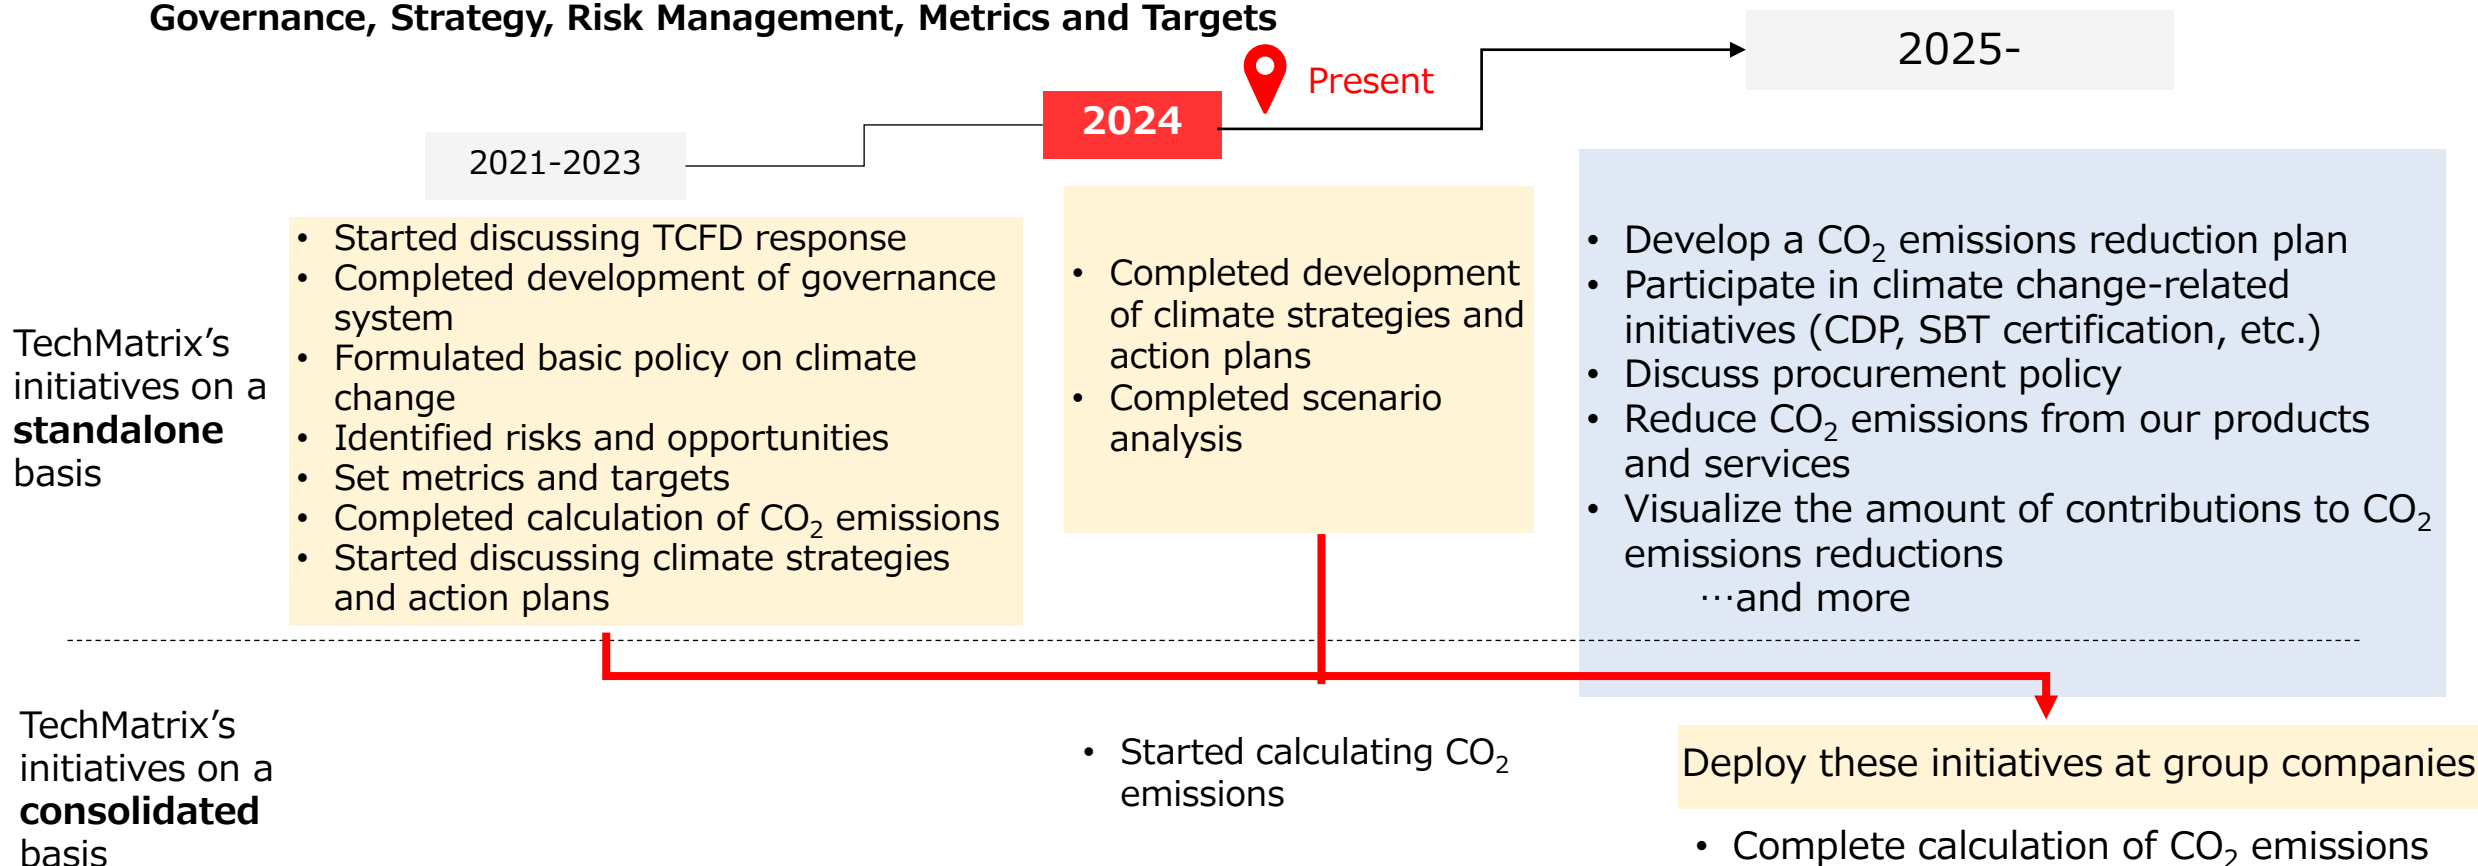 Governance, Strategy, Risk Management, Metrics and Targets
2025-
Present
2024
2021-2023
TechMatrix’s
initiatives on a
standalone
basis
• Started discussing TCFD response
• Completed development of governance
system
• Formulated basic policy on climate
change
• Identified risks and opportunities
• Set metrics and targets
• Completed calculation of CO₂ emissions
• Started discussing climate strategies
and action plans
• Completed development
of climate strategies and
action plans
• Completed scenario
analysis
• Develop a CO₂ emissions reduction plan
• Participate in climate change-related
initiatives (CDP, SBT certification, etc.)
• Discuss procurement policy
• Reduce CO₂ emissions from our products
and services
• Visualize the amount of contributions to CO₂
emissions reductions
…and more
TechMatrix’s
initiatives on a
consolidated
basis
• Started calculating CO₂
emissions
Deploy these initiatives at group companies
• Complete calculation of CO₂ emissions